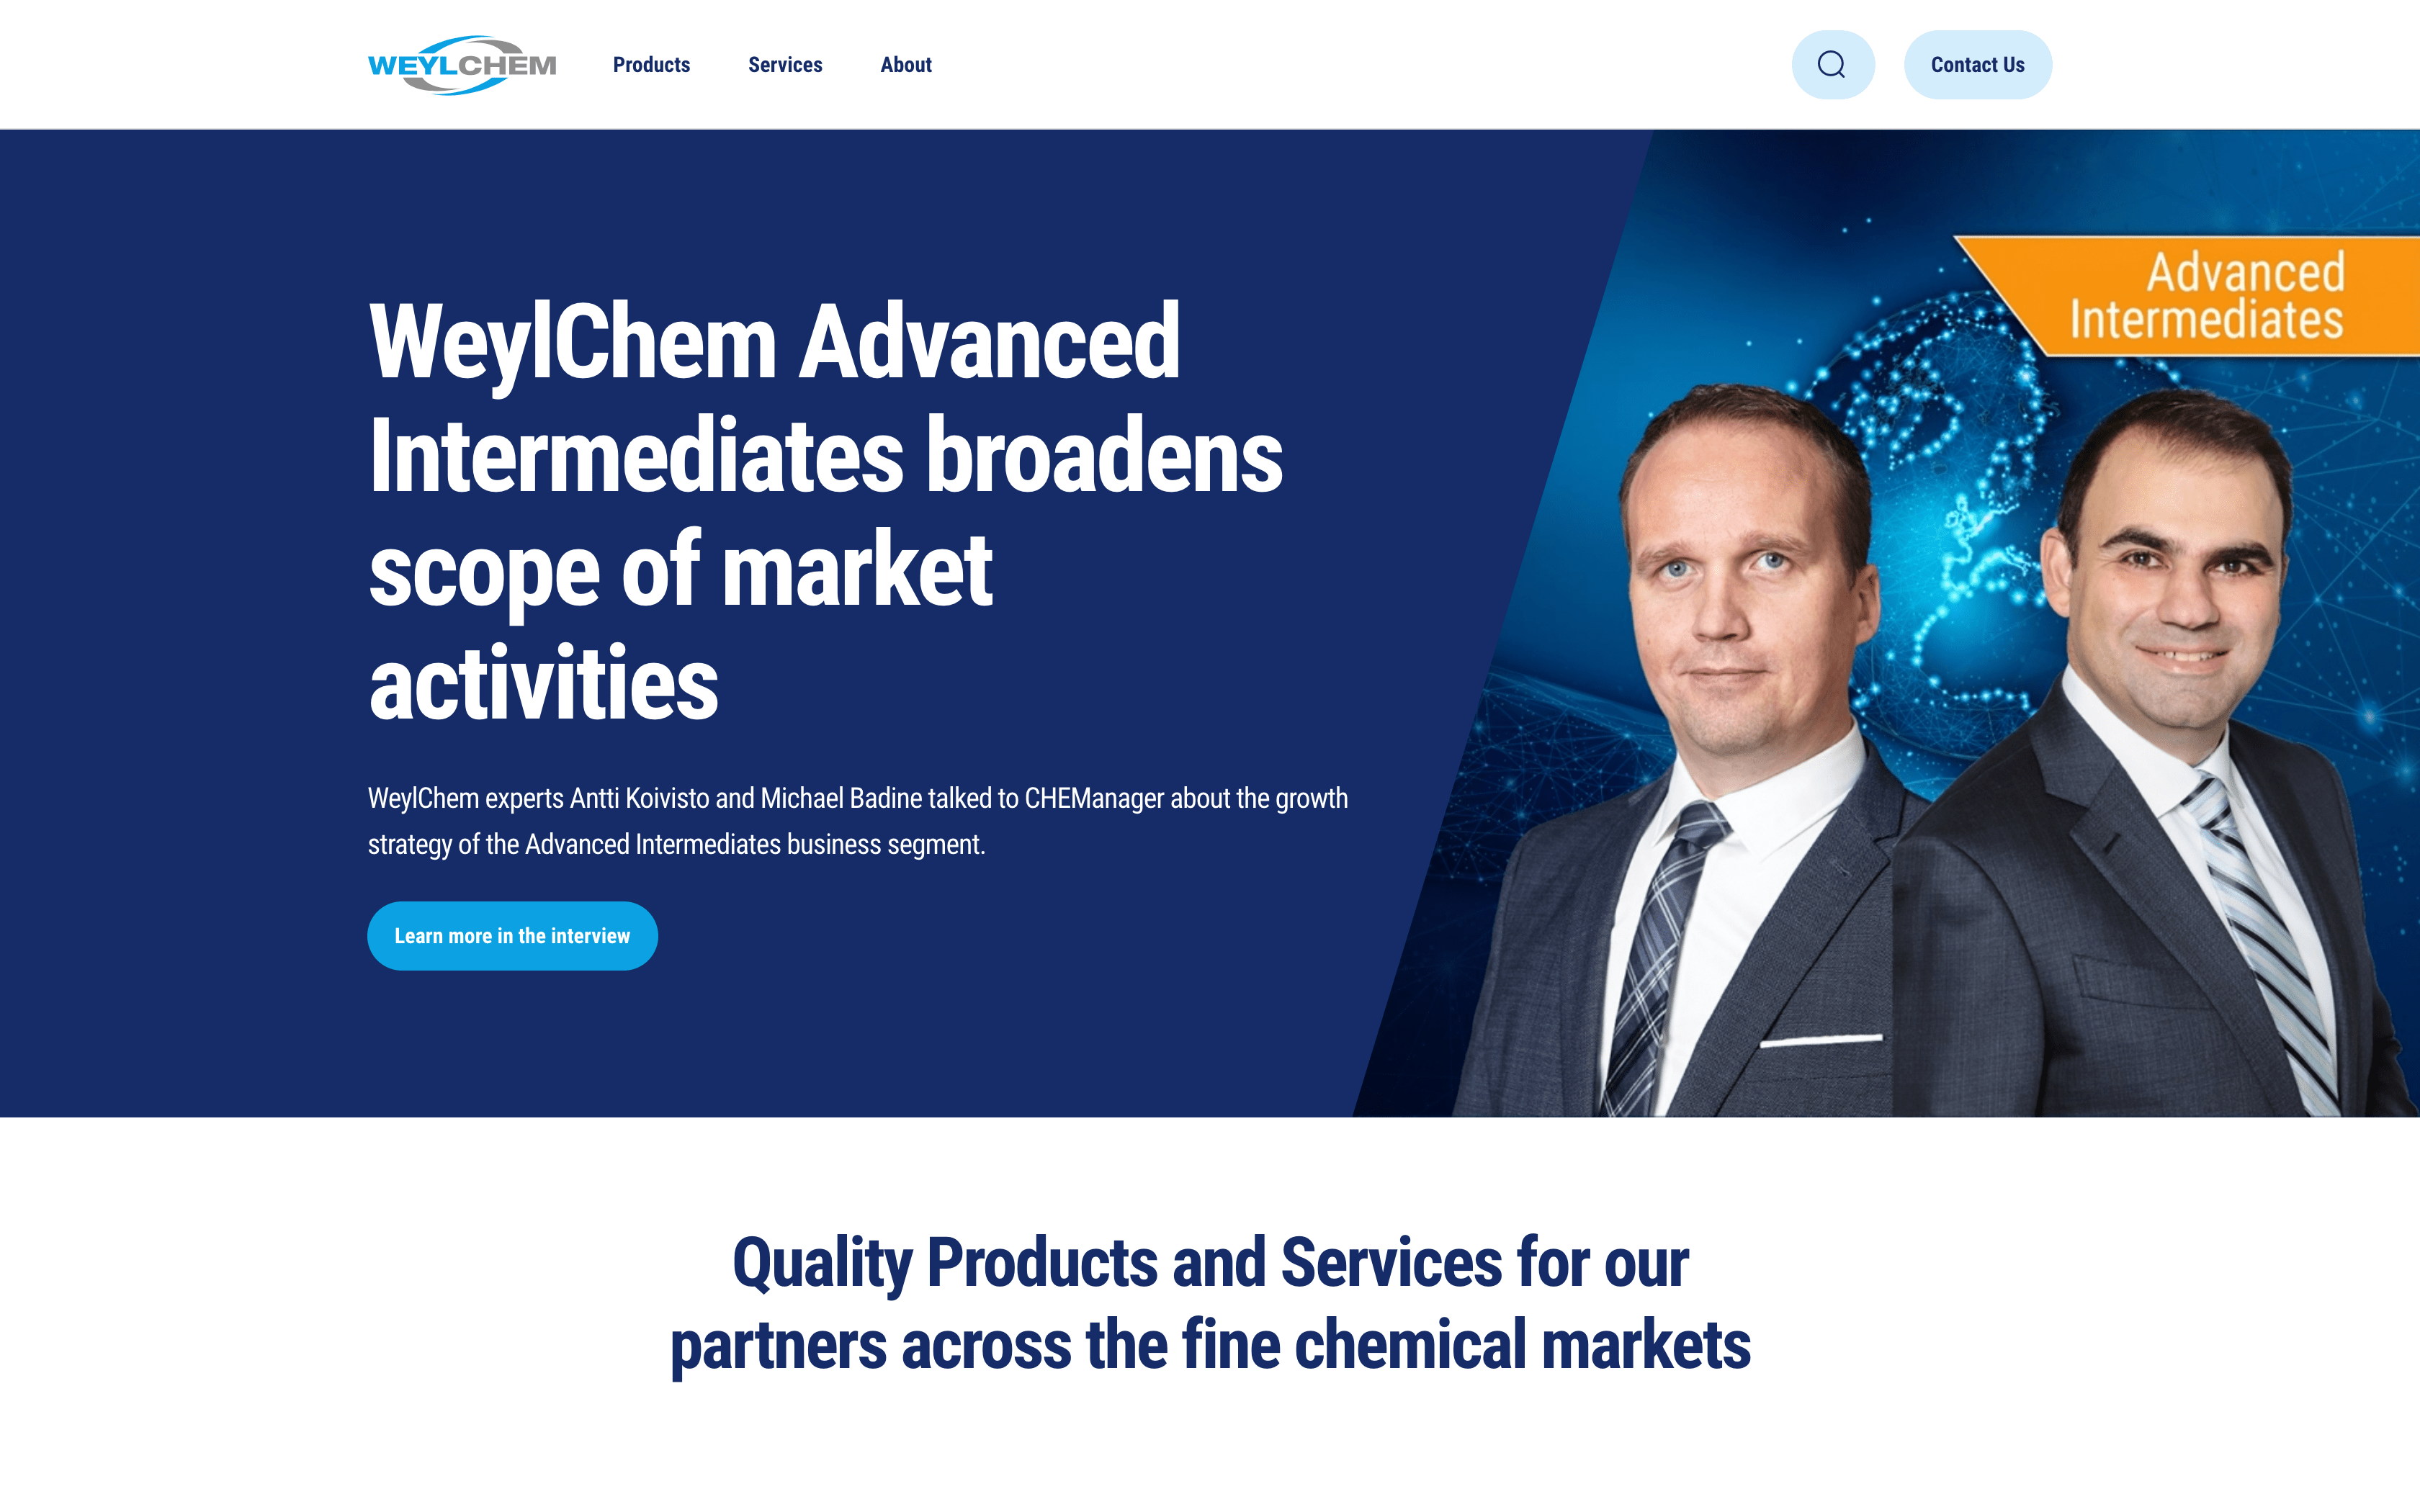 WEYLCHEM
Products
Services
About
Contact Us
WeylChem Advanced
Intermediates broadens
scope of market
activities
WeylChem experts Antti Koivisto and Michael Badine talked to CHEManager about the growth
strategy of the Advanced Intermediates business segment.
Learn more in the interview
Advanced
Intermediates
Quality Products and Services for our
partners across the fine chemical markets